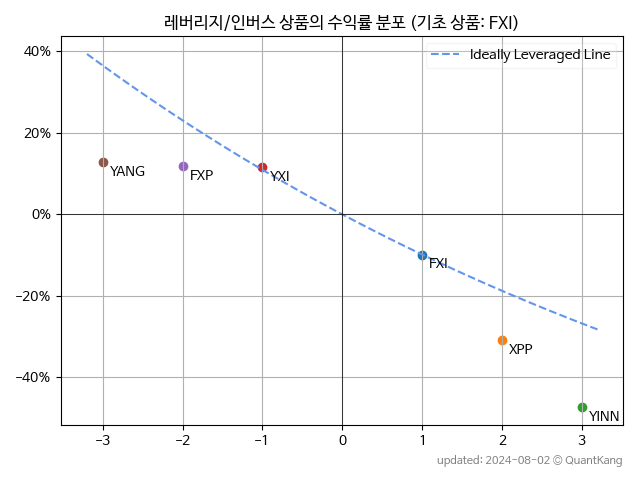 레버리지/인버스 상품의 수익률 분포 (기초 상품: FXI)
40%
Ideally Leveraged Line
20%
YANG
FXP
YXI
0%
FXI
−20%
XPP
−40%
YINN
−3 −2 −1 0 1 2 3
updated: 2024-08-02 © QuantKang